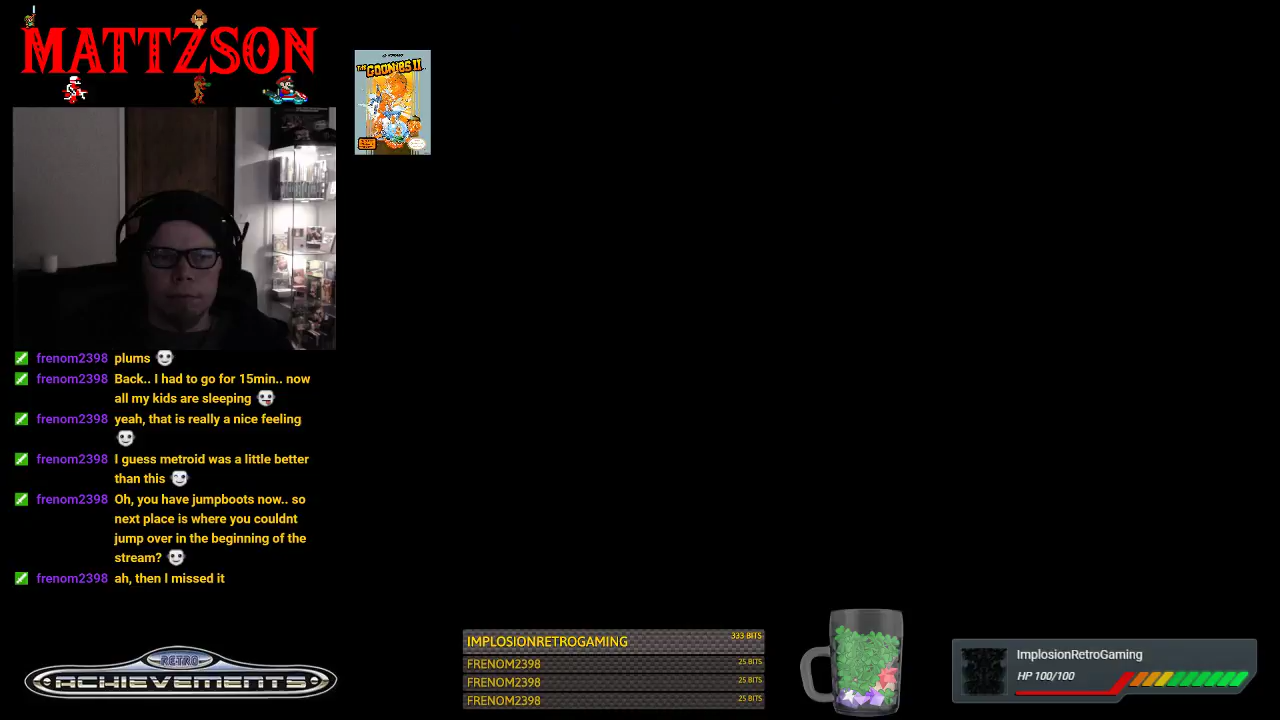 MATTZSON
THE GOONIES II
frenom2398 plums
frenom2398 Back.. I had to go for 15min.. now
all my kids are sleeping
frenom2398 yeah, that is really a nice feeling
frenom2398 I guess metroid was a little better
than this
frenom2398 Oh, you have jumpboots now.. so
next place is where you couldnt
jump over in the beginning of the
stream?
frenom2398 ah, then I missed it
RETRO
ACHIEVEMENTS
IMPLOSIONRETROGAMING 333 BITS
FRENOM2398 25 BITS
FRENOM2398 25 BITS
FRENOM2398 25 BITS
ImplosionRetroGaming
HP 100/100